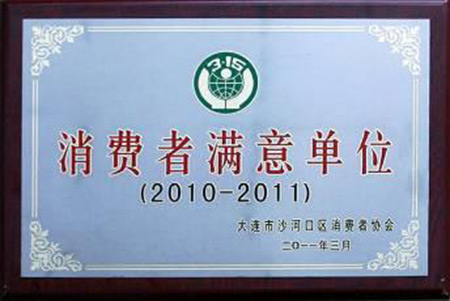 3·15
消费者满意单位
(2010-2011)
大连市沙河口区消费者协会
二〇一一年三月